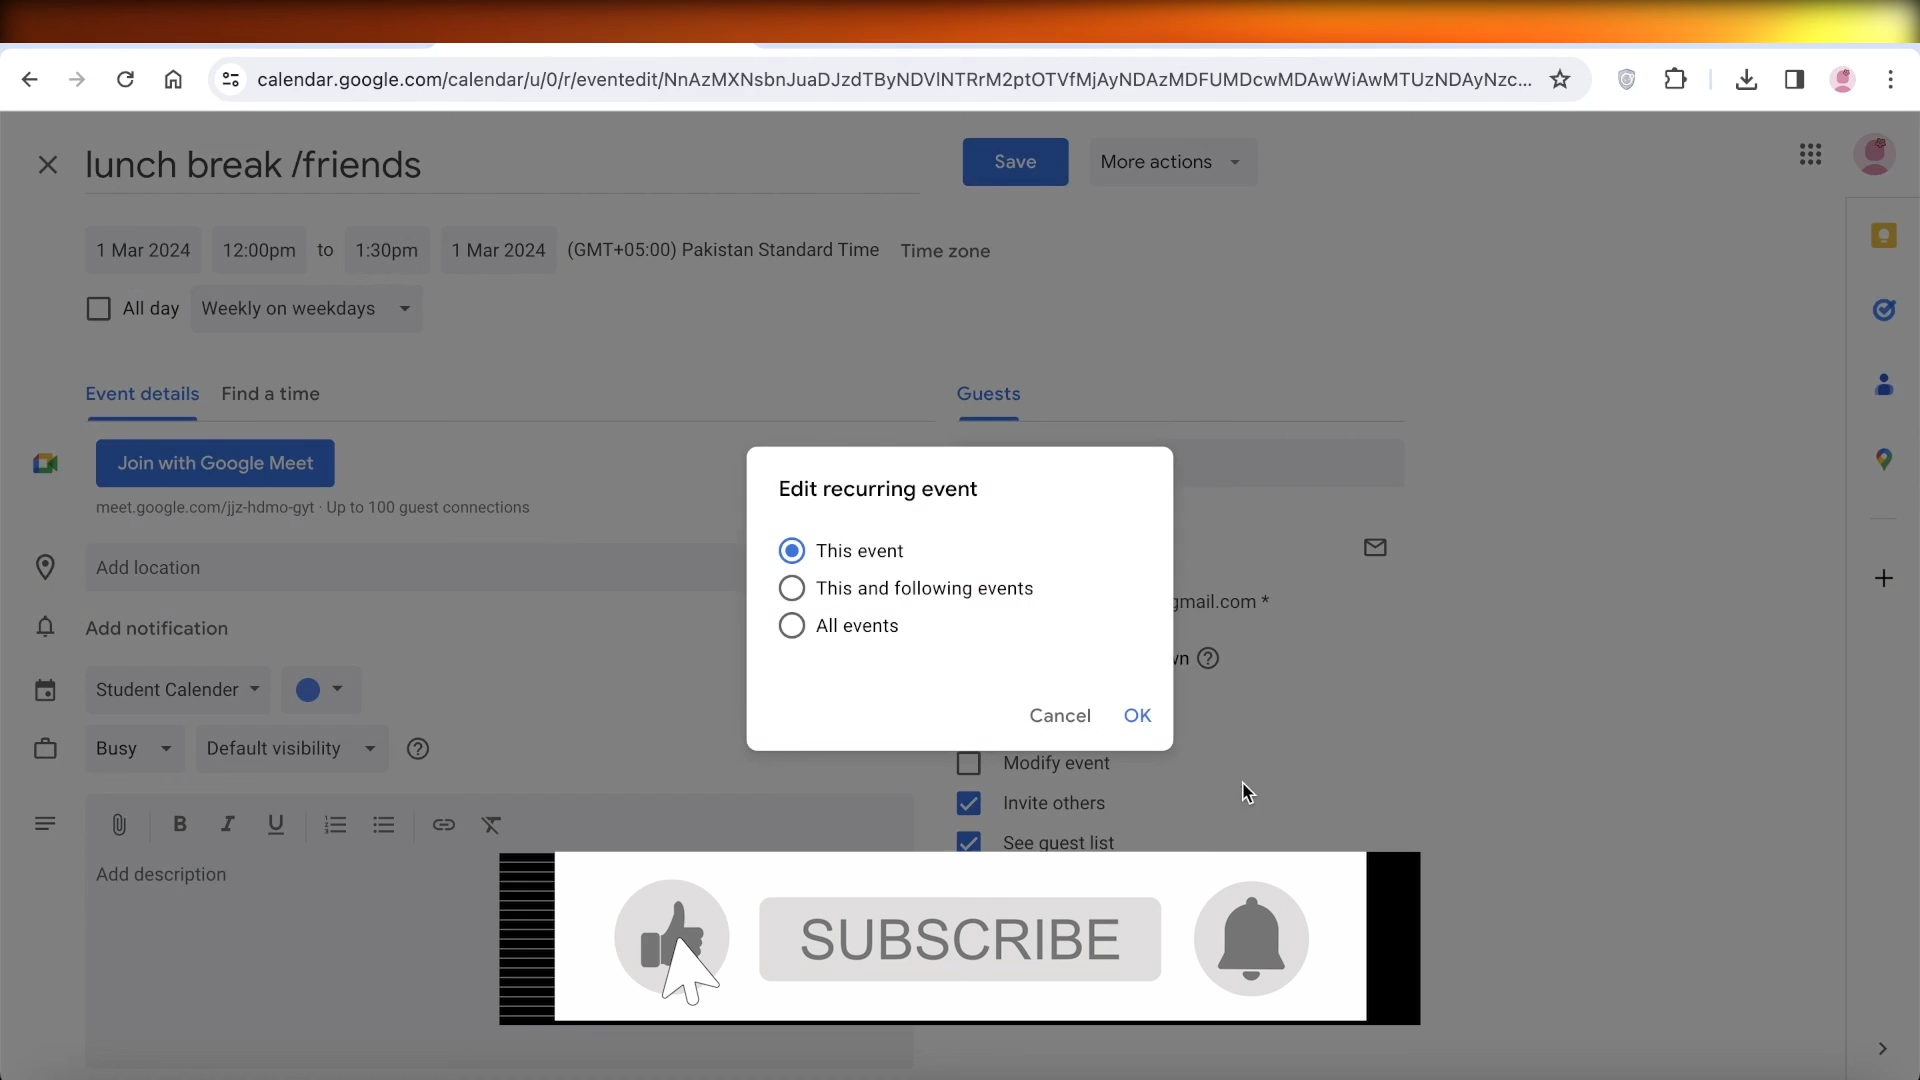 calendar.google.com/calendar/u/0/r/eventedit/NnAzMXNsbnJuaDJzdTByNDVlNTRrM2ptOTVfMjAyNDAzMDFUMDcwMDAwWiAwMTUzNDAyNzc...
lunch break /friends
Save
More actions
1 Mar 2024 12:00pm to 1:30pm 1 Mar 2024 (GMT+05:00) Pakistan Standard Time Time zone
All day Weekly on weekdays
Event details Find a time
Guests
Join with Google Meet
meet.google.com/jjz-hdmo-gyt · Up to 100 guest connections
Add location
Add notification
Student Calender
Busy Default visibility
Add description
Edit recurring event
This event
This and following events
All events
Cancel OK
gmail.com *
Modify event
Invite others
See guest list
SUBSCRIBE